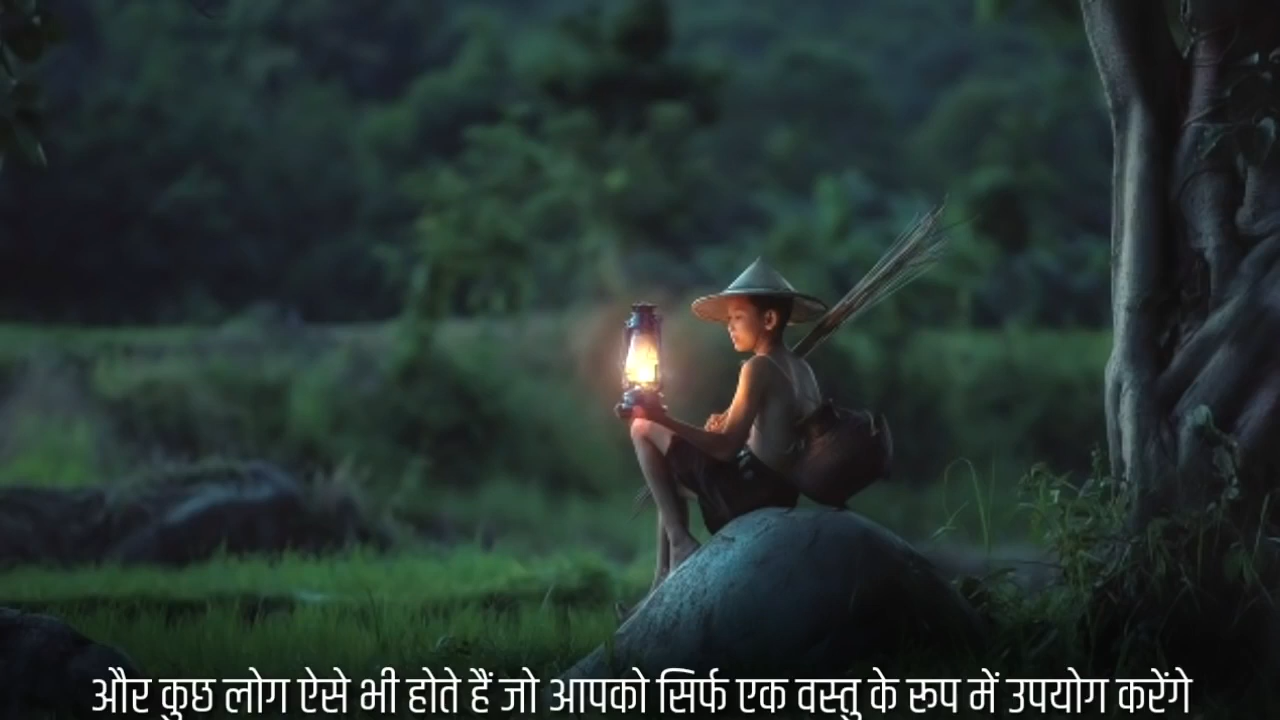 और कुछ लोग ऐसे भी होते हैं जो आपको सिर्फ एक वस्तु के रूप में उपयोग करेंगे